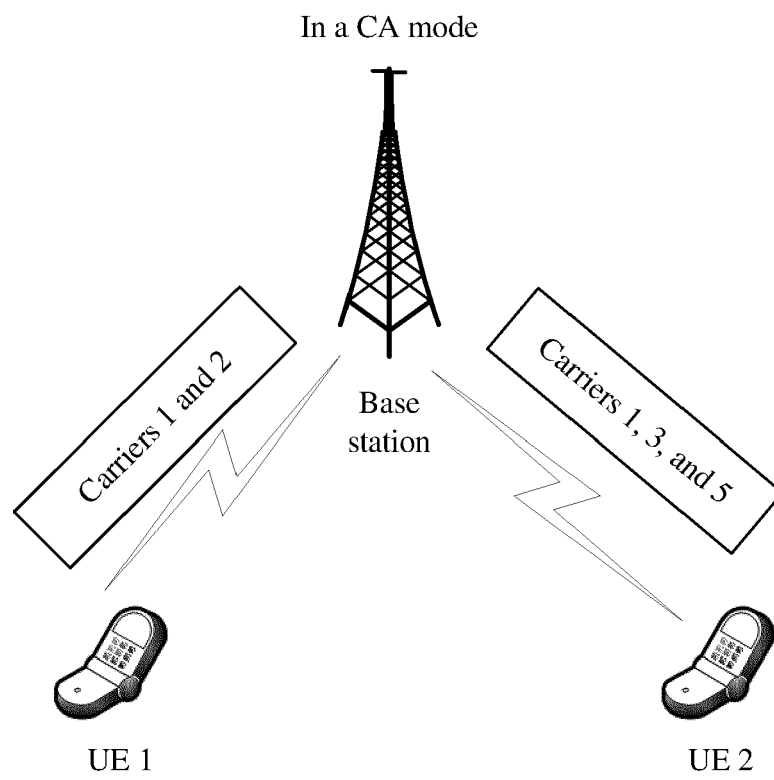 In a CA mode
Carriers 1 and 2
Carriers 1, 3, and 5
Base
station
UE 1
UE 2